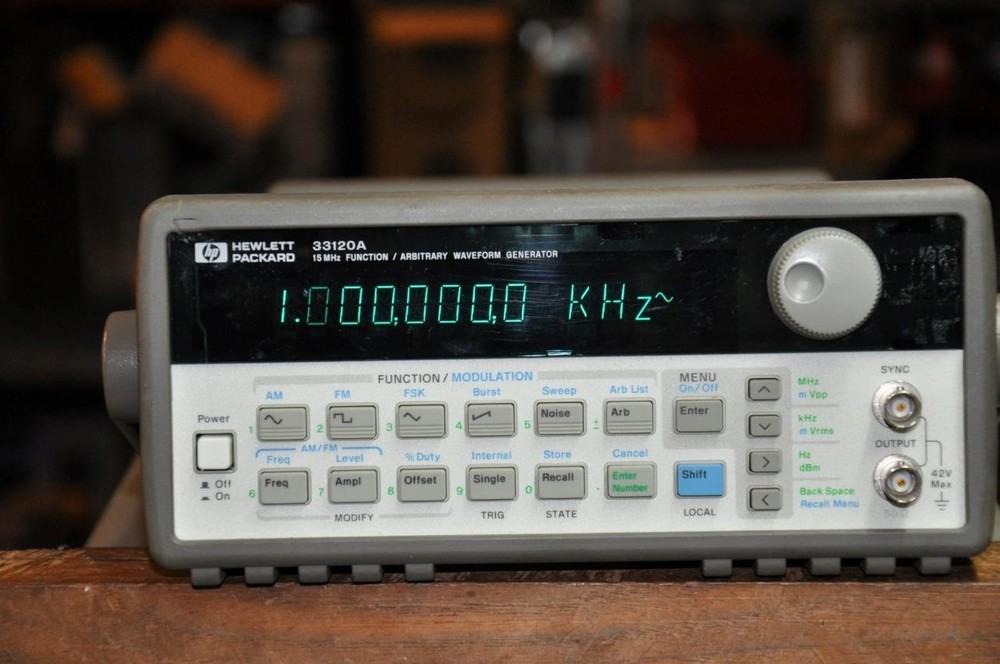 hp HEWLETT PACKARD
33120A
15 MHz FUNCTION / ARBITRARY WAVEFORM GENERATOR
1.000,000,0 KHz~
FUNCTION / MODULATION
AM FM FSK Burst Sweep Arb List
1 2 3 4 5 Noise ± Arb
MENU
On/Off
Enter
Power
Off
On
AM/FM
Freq Level % Duty Internal Store Cancel
6 Freq 7 Ampl 8 Offset 9 Single 0 Recall . Enter Number
MODIFY TRIG STATE
Shift
LOCAL
^ MHz
m Vpp
v kHz
m Vrms
> Hz
dBm
< Back Space
Recall Menu
SYNC
OUTPUT
42V
Max